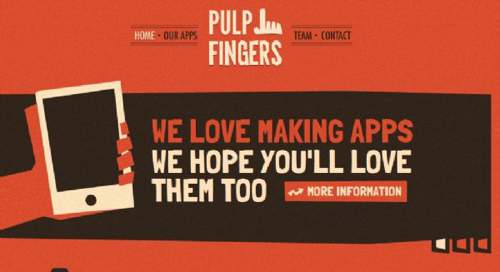 PULP
FINGERS
HOME • OUR APPS
TEAM • CONTACT
WE LOVE MAKING APPS
WE HOPE YOU'LL LOVE
THEM TOO
MORE INFORMATION